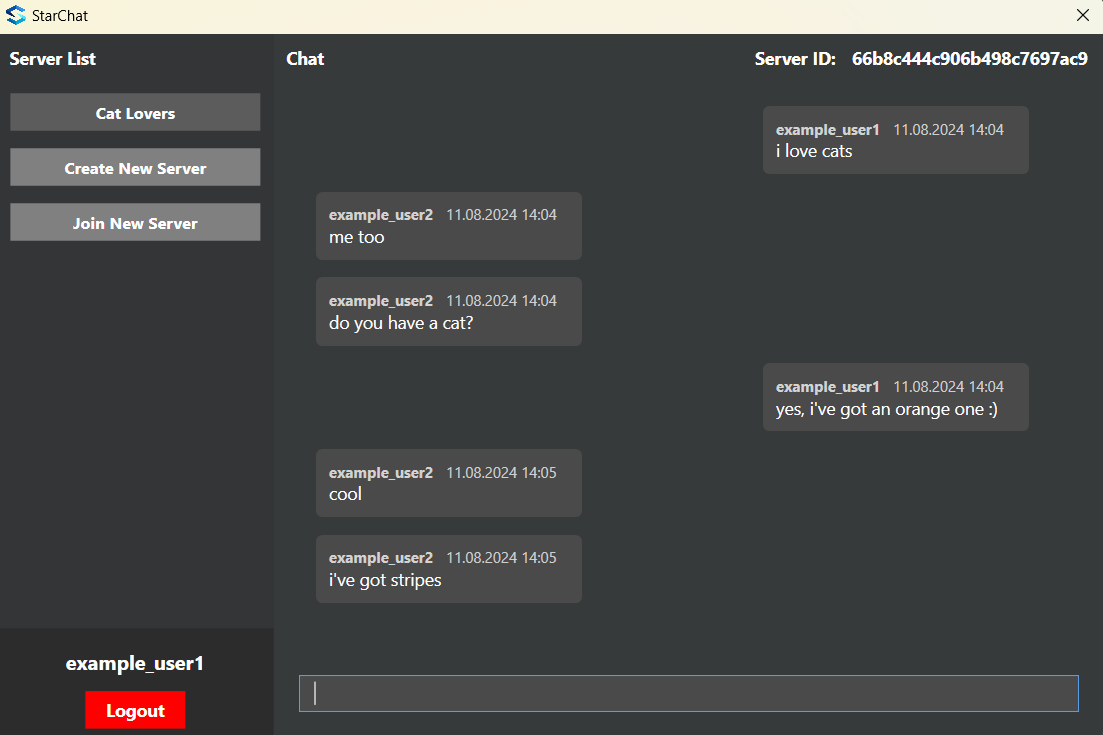 StarChat
Server List
Cat Lovers
Create New Server
Join New Server
example_user1
Logout
Chat
Server ID: 66b8c444c906b498c7697ac9
example_user1 11.08.2024 14:04
i love cats
example_user2 11.08.2024 14:04
me too
example_user2 11.08.2024 14:04
do you have a cat?
example_user1 11.08.2024 14:04
yes, i've got an orange one :)
example_user2 11.08.2024 14:05
cool
example_user2 11.08.2024 14:05
i've got stripes